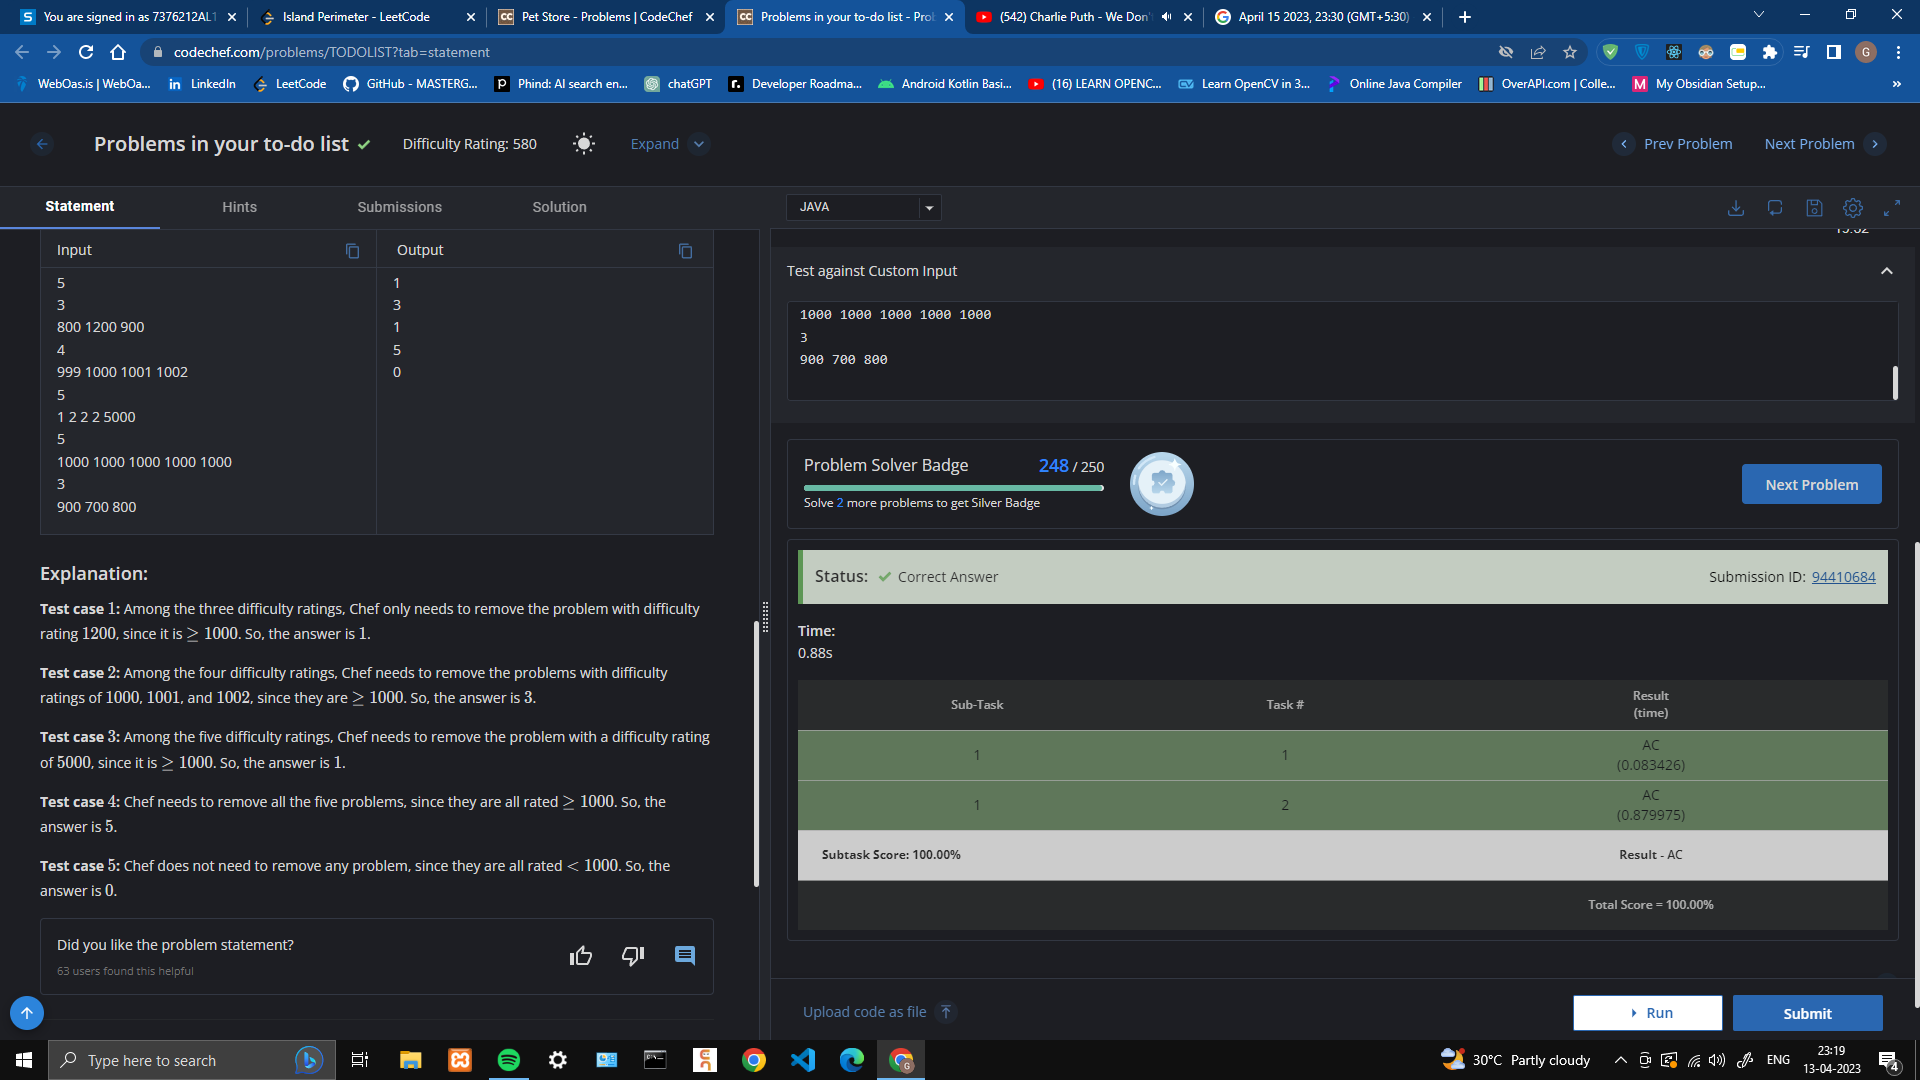 You are signed in as 7376212AL1
Island Perimeter - LeetCode
Pet Store - Problems | CodeChef
Problems in your to-do list - Prob
(542) Charlie Puth - We Don'
April 15 2023, 23:30 (GMT+5:30)
codechef.com/problems/TODOLIST?tab=statement
WebOas.is | WebOa...
LinkedIn
LeetCode
GitHub - MASTERG...
Phind: AI search en...
chatGPT
Developer Roadma...
Android Kotlin Basi...
(16) LEARN OPENC...
Learn OpenCV in 3...
Online Java Compiler
OverAPI.com | Colle...
My Obsidian Setup...
Problems in your to-do list
Difficulty Rating: 580
Expand
Prev Problem
Next Problem
Statement
Hints
Submissions
Solution
JAVA
Input
Output
5
3
800 1200 900
4
999 1000 1001 1002
5
1 2 2 2 5000
5
1000 1000 1000 1000 1000
3
900 700 800
1
3
1
5
0
Explanation:
Test case 1: Among the three difficulty ratings, Chef only needs to remove the problem with difficulty
rating 1200, since it is ≥ 1000. So, the answer is 1.
Test case 2: Among the four difficulty ratings, Chef needs to remove the problems with difficulty
ratings of 1000, 1001, and 1002, since they are ≥ 1000. So, the answer is 3.
Test case 3: Among the five difficulty ratings, Chef needs to remove the problem with a difficulty rating
of 5000, since it is ≥ 1000. So, the answer is 1.
Test case 4: Chef needs to remove all the five problems, since they are all rated ≥ 1000. So, the
answer is 5.
Test case 5: Chef does not need to remove any problem, since they are all rated < 1000. So, the
answer is 0.
Did you like the problem statement?
63 users found this helpful
Test against Custom Input
1000 1000 1000 1000 1000
3
900 700 800
Problem Solver Badge
248 / 250
Solve 2 more problems to get Silver Badge
Next Problem
Status: Correct Answer
Submission ID: 94410684
Time:
0.88s
Sub-Task
Task #
Result
(time)
1
1
AC
(0.083426)
1
2
AC
(0.879975)
Subtask Score: 100.00%
Result - AC
Total Score = 100.00%
Upload code as file
Run
Submit
Type here to search
30°C Partly cloudy
ENG
23:19
13-04-2023
4